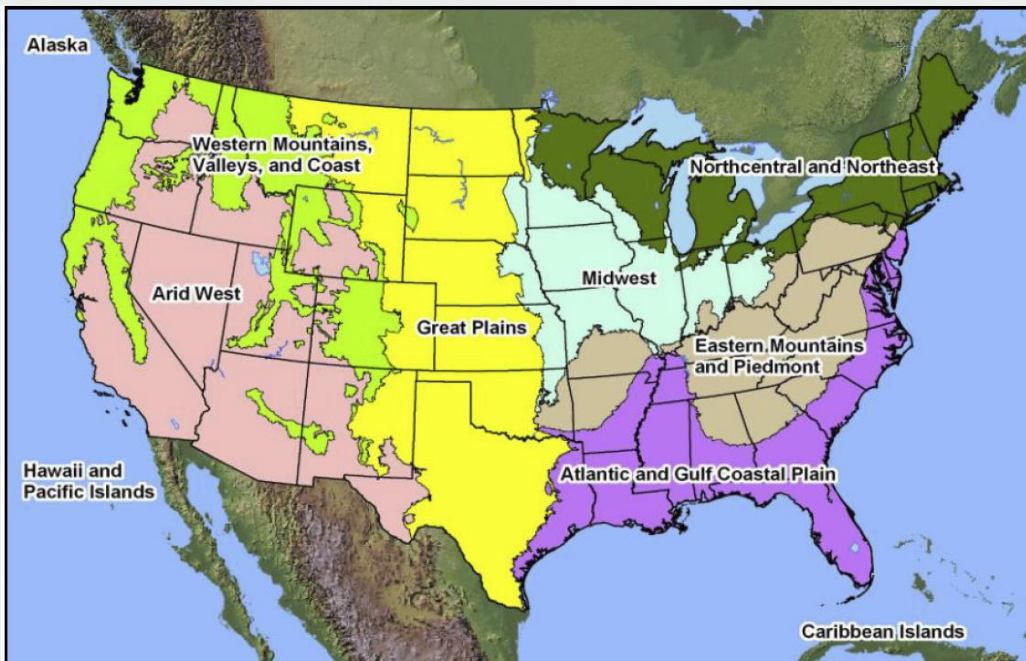 Alaska
Western Mountains,
Valleys, and Coast
Northcentral and Northeast
Arid West
Midwest
Great Plains
Eastern Mountains
and Piedmont
Hawaii and
Pacific Islands
Atlantic and Gulf Coastal Plain
Caribbean Islands